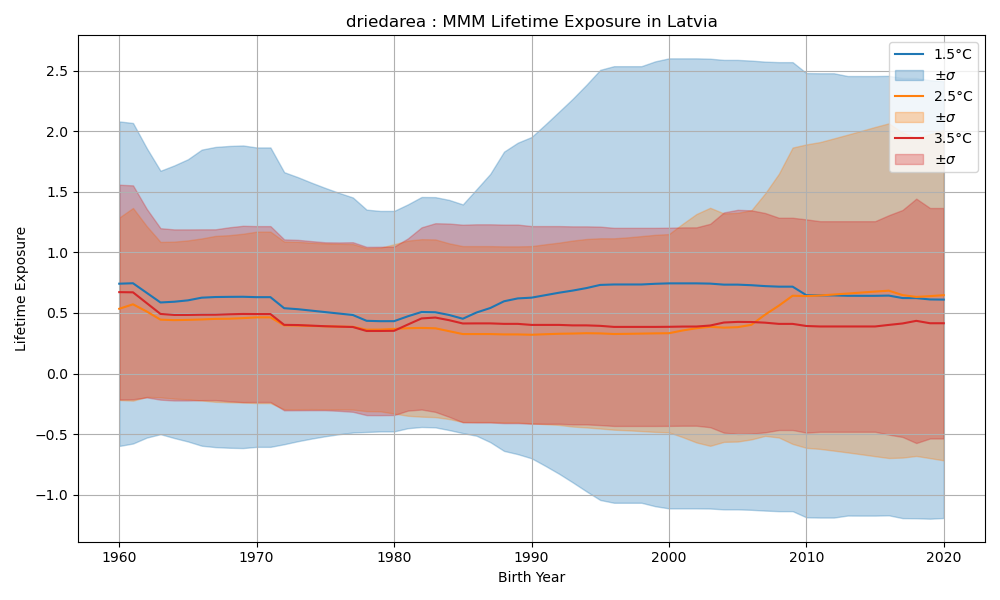 driedarea : MMM Lifetime Exposure in Latvia
Lifetime Exposure
2.5
2.0
1.5
1.0
0.5
0.0
−0.5
−1.0
1960
1970
1980
1990
2000
2010
2020
Birth Year
1.5°C
±σ
2.5°C
±σ
3.5°C
±σ